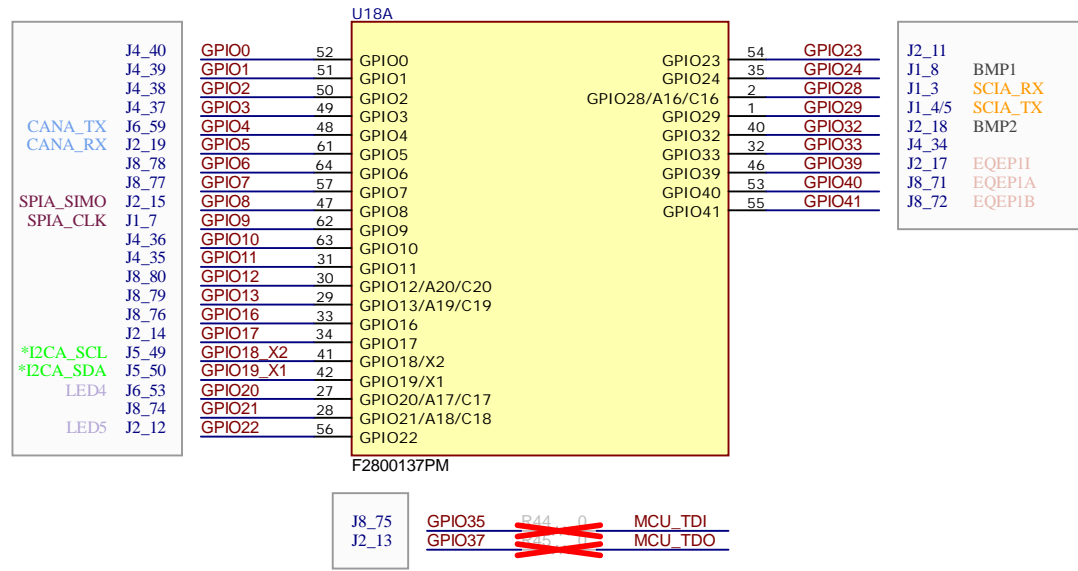 U18A
J4_40 GPIO0 52 GPIO0 GPIO23 54 GPIO23 J2_11
J4_39 GPIO1 51 GPIO1 GPIO24 35 GPIO24 J1_8 BMP1
J4_38 GPIO2 50 GPIO2 GPIO28/A16/C16 2 GPIO28 J1_3 SCIA_RX
J4_37 GPIO3 49 GPIO3 GPIO29 1 GPIO29 J1_4/5 SCIA_TX
CANA_TX J6_59 GPIO4 48 GPIO4 GPIO32 40 GPIO32 J2_18 BMP2
CANA_RX J2_19 GPIO5 61 GPIO5 GPIO33 32 GPIO33 J4_34
J8_78 GPIO6 64 GPIO6 GPIO39 46 GPIO39 J2_17 EQEP1I
J8_77 GPIO7 57 GPIO7 GPIO40 53 GPIO40 J8_71 EQEP1A
SPIA_SIMO J2_15 GPIO8 47 GPIO8 GPIO41 55 GPIO41 J8_72 EQEP1B
SPIA_CLK J1_7 GPIO9 62 GPIO9
J4_36 GPIO10 63 GPIO10
J4_35 GPIO11 31 GPIO11
J8_80 GPIO12 30 GPIO12/A20/C20
J8_79 GPIO13 29 GPIO13/A19/C19
J8_76 GPIO16 33 GPIO16
J2_14 GPIO17 34 GPIO17
*I2CA_SCL J5_49 GPIO18_X2 41 GPIO18/X2
*I2CA_SDA J5_50 GPIO19_X1 42 GPIO19/X1
LED4 J6_53 GPIO20 27 GPIO20/A17/C17
J8_74 GPIO21 28 GPIO21/A18/C18
LED5 J2_12 GPIO22 56 GPIO22
F2800137PM
J8_75 GPIO35 R44 0 MCU_TDI
J2_13 GPIO37 R45 0 MCU_TDO